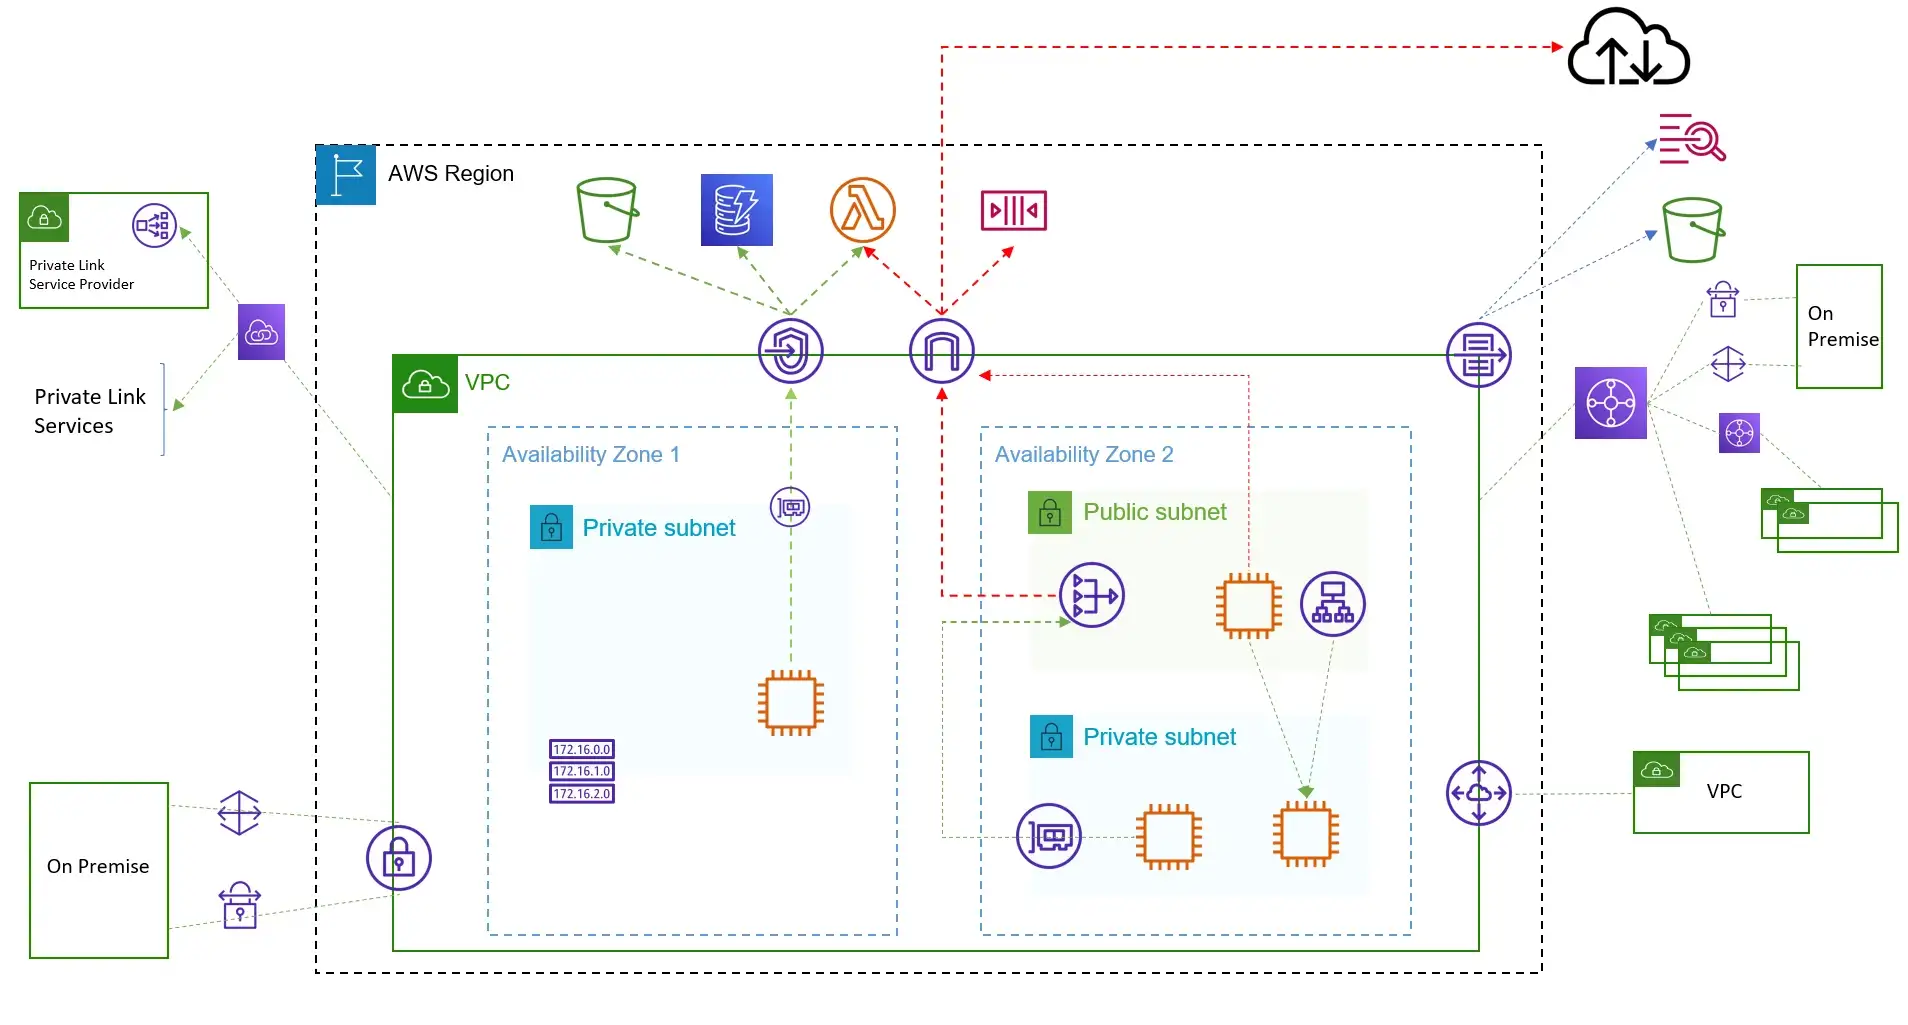 AWS Region
Private Link
Service Provider
On
Premise
VPC
Private Link
Services
Availability Zone 1
Availability Zone 2
Private subnet
Public subnet
Private subnet
172.16.0.0
172.16.1.0
172.16.2.0
VPC
On Premise